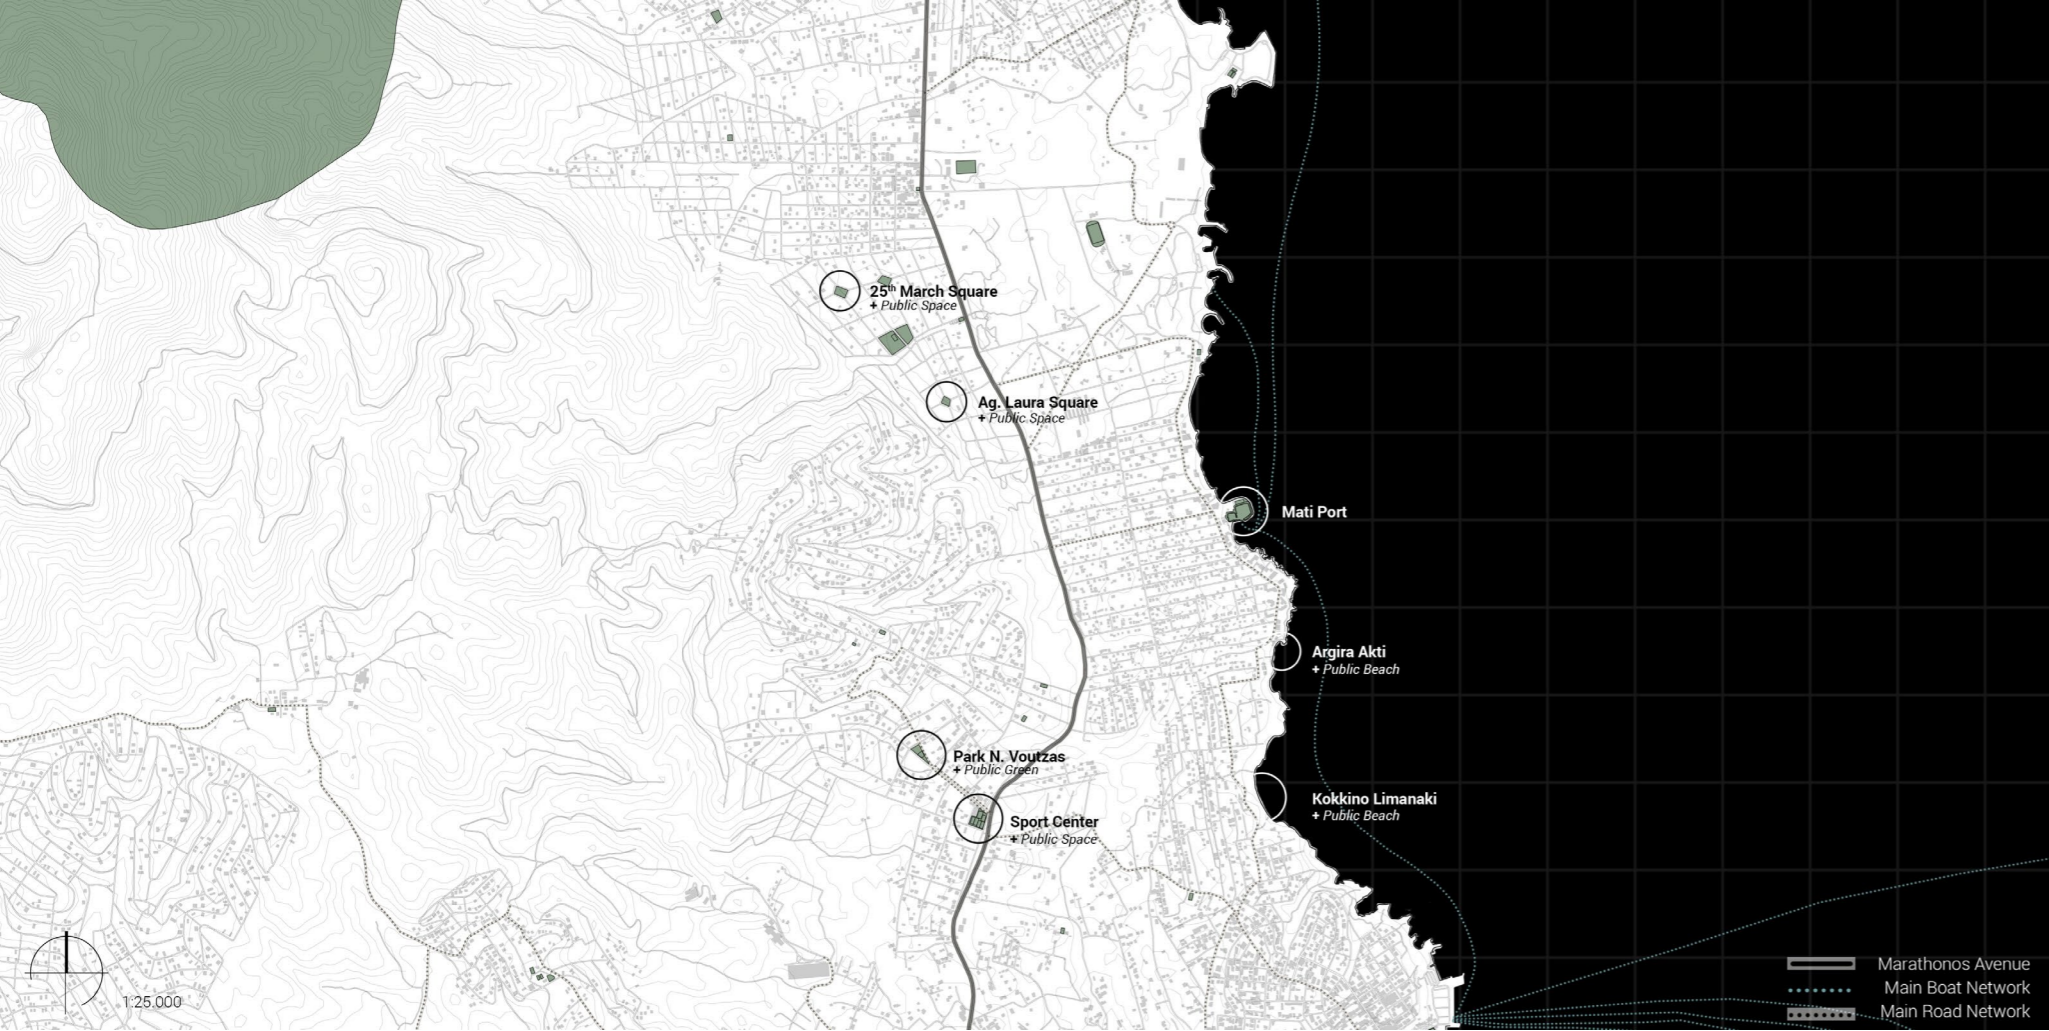 25th March Square
+ Public Space
Ag. Laura Square
+ Public Space
Mati Port
Argira Akti
+ Public Beach
Park N. Voutzas
+ Public Green
Kokkino Limanaki
+ Public Beach
Sport Center
+ Public Space
1:25.000
Marathonos Avenue
Main Boat Network
Main Road Network